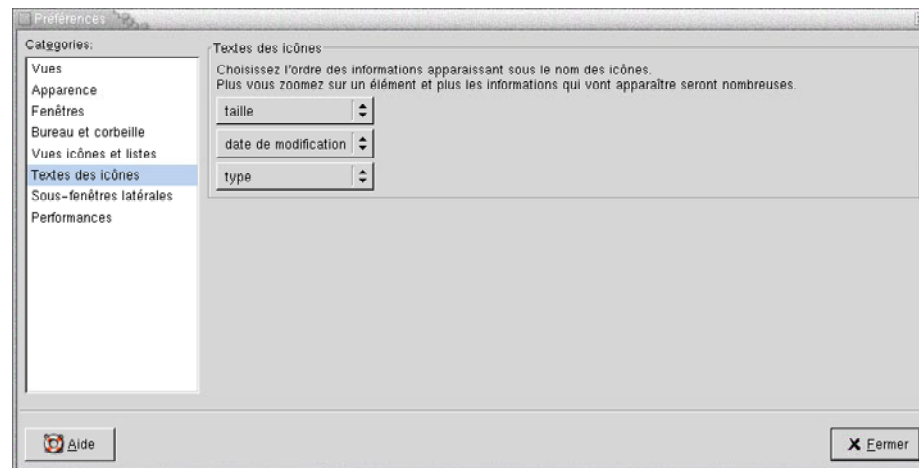 Préférences
Catégories:
Vues
Apparence
Fenêtres
Bureau et corbeille
Vues icônes et listes
Textes des icônes
Sous-fenêtres latérales
Performances
Textes des icônes
Choisissez l'ordre des informations apparaissant sous le nom des icônes.
Plus vous zoomez sur un élément et plus les informations qui vont apparaître seront nombreuses.
taille
date de modification
type
Aide
Fermer